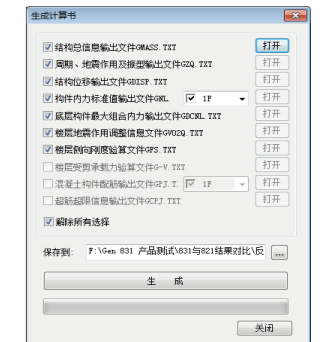 生成计算书
结构总信息输出文件GMASS.TXT 打开
周期、地震作用及振型输出文件GZQ.TXT 打开
结构位移输出文件GDISP.TXT 打开
构件内力标准值输出文件GNL. 1F 打开
底层构件最大组合内力输出文件GDCNL.TXT 打开
楼层地震作用调整信息文件GV02Q.TXT 打开
楼层侧向刚度验算文件GFS.TXT 打开
楼层受剪承载力验算文件G-V.TXT 打开
混凝土构件配筋输出文件GPJ.T. 1F 打开
超筋超限信息输出文件GCPJ.TXT 打开
解除所有选择
保存到: F:\Gen 831 产品测试\831与821结果对比\反 ...
生 成
关闭